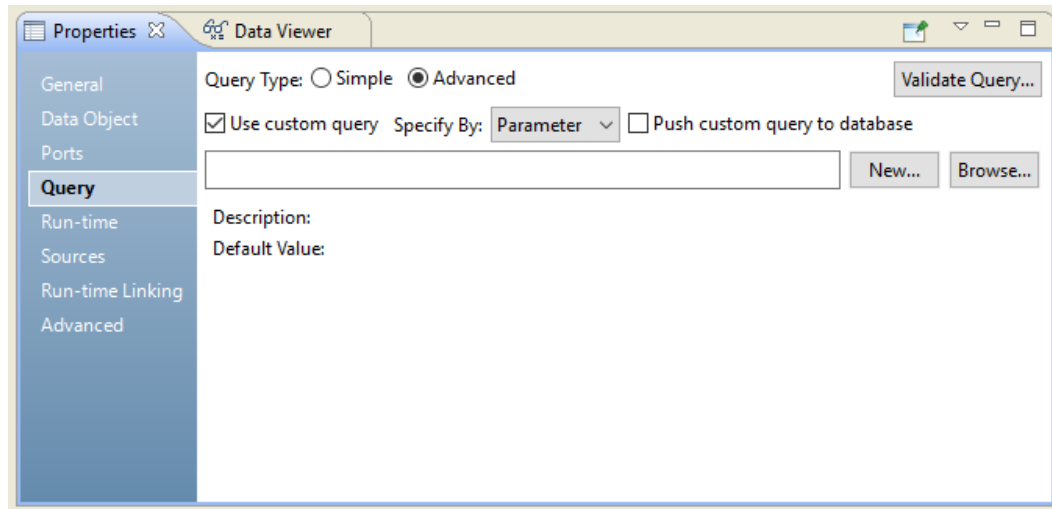 Properties Data Viewer
General
Data Object
Ports
Query
Run-time
Sources
Run-time Linking
Advanced
Query Type: Simple Advanced Validate Query...
Use custom query Specify By: Parameter Push custom query to database
New... Browse...
Description:
Default Value: